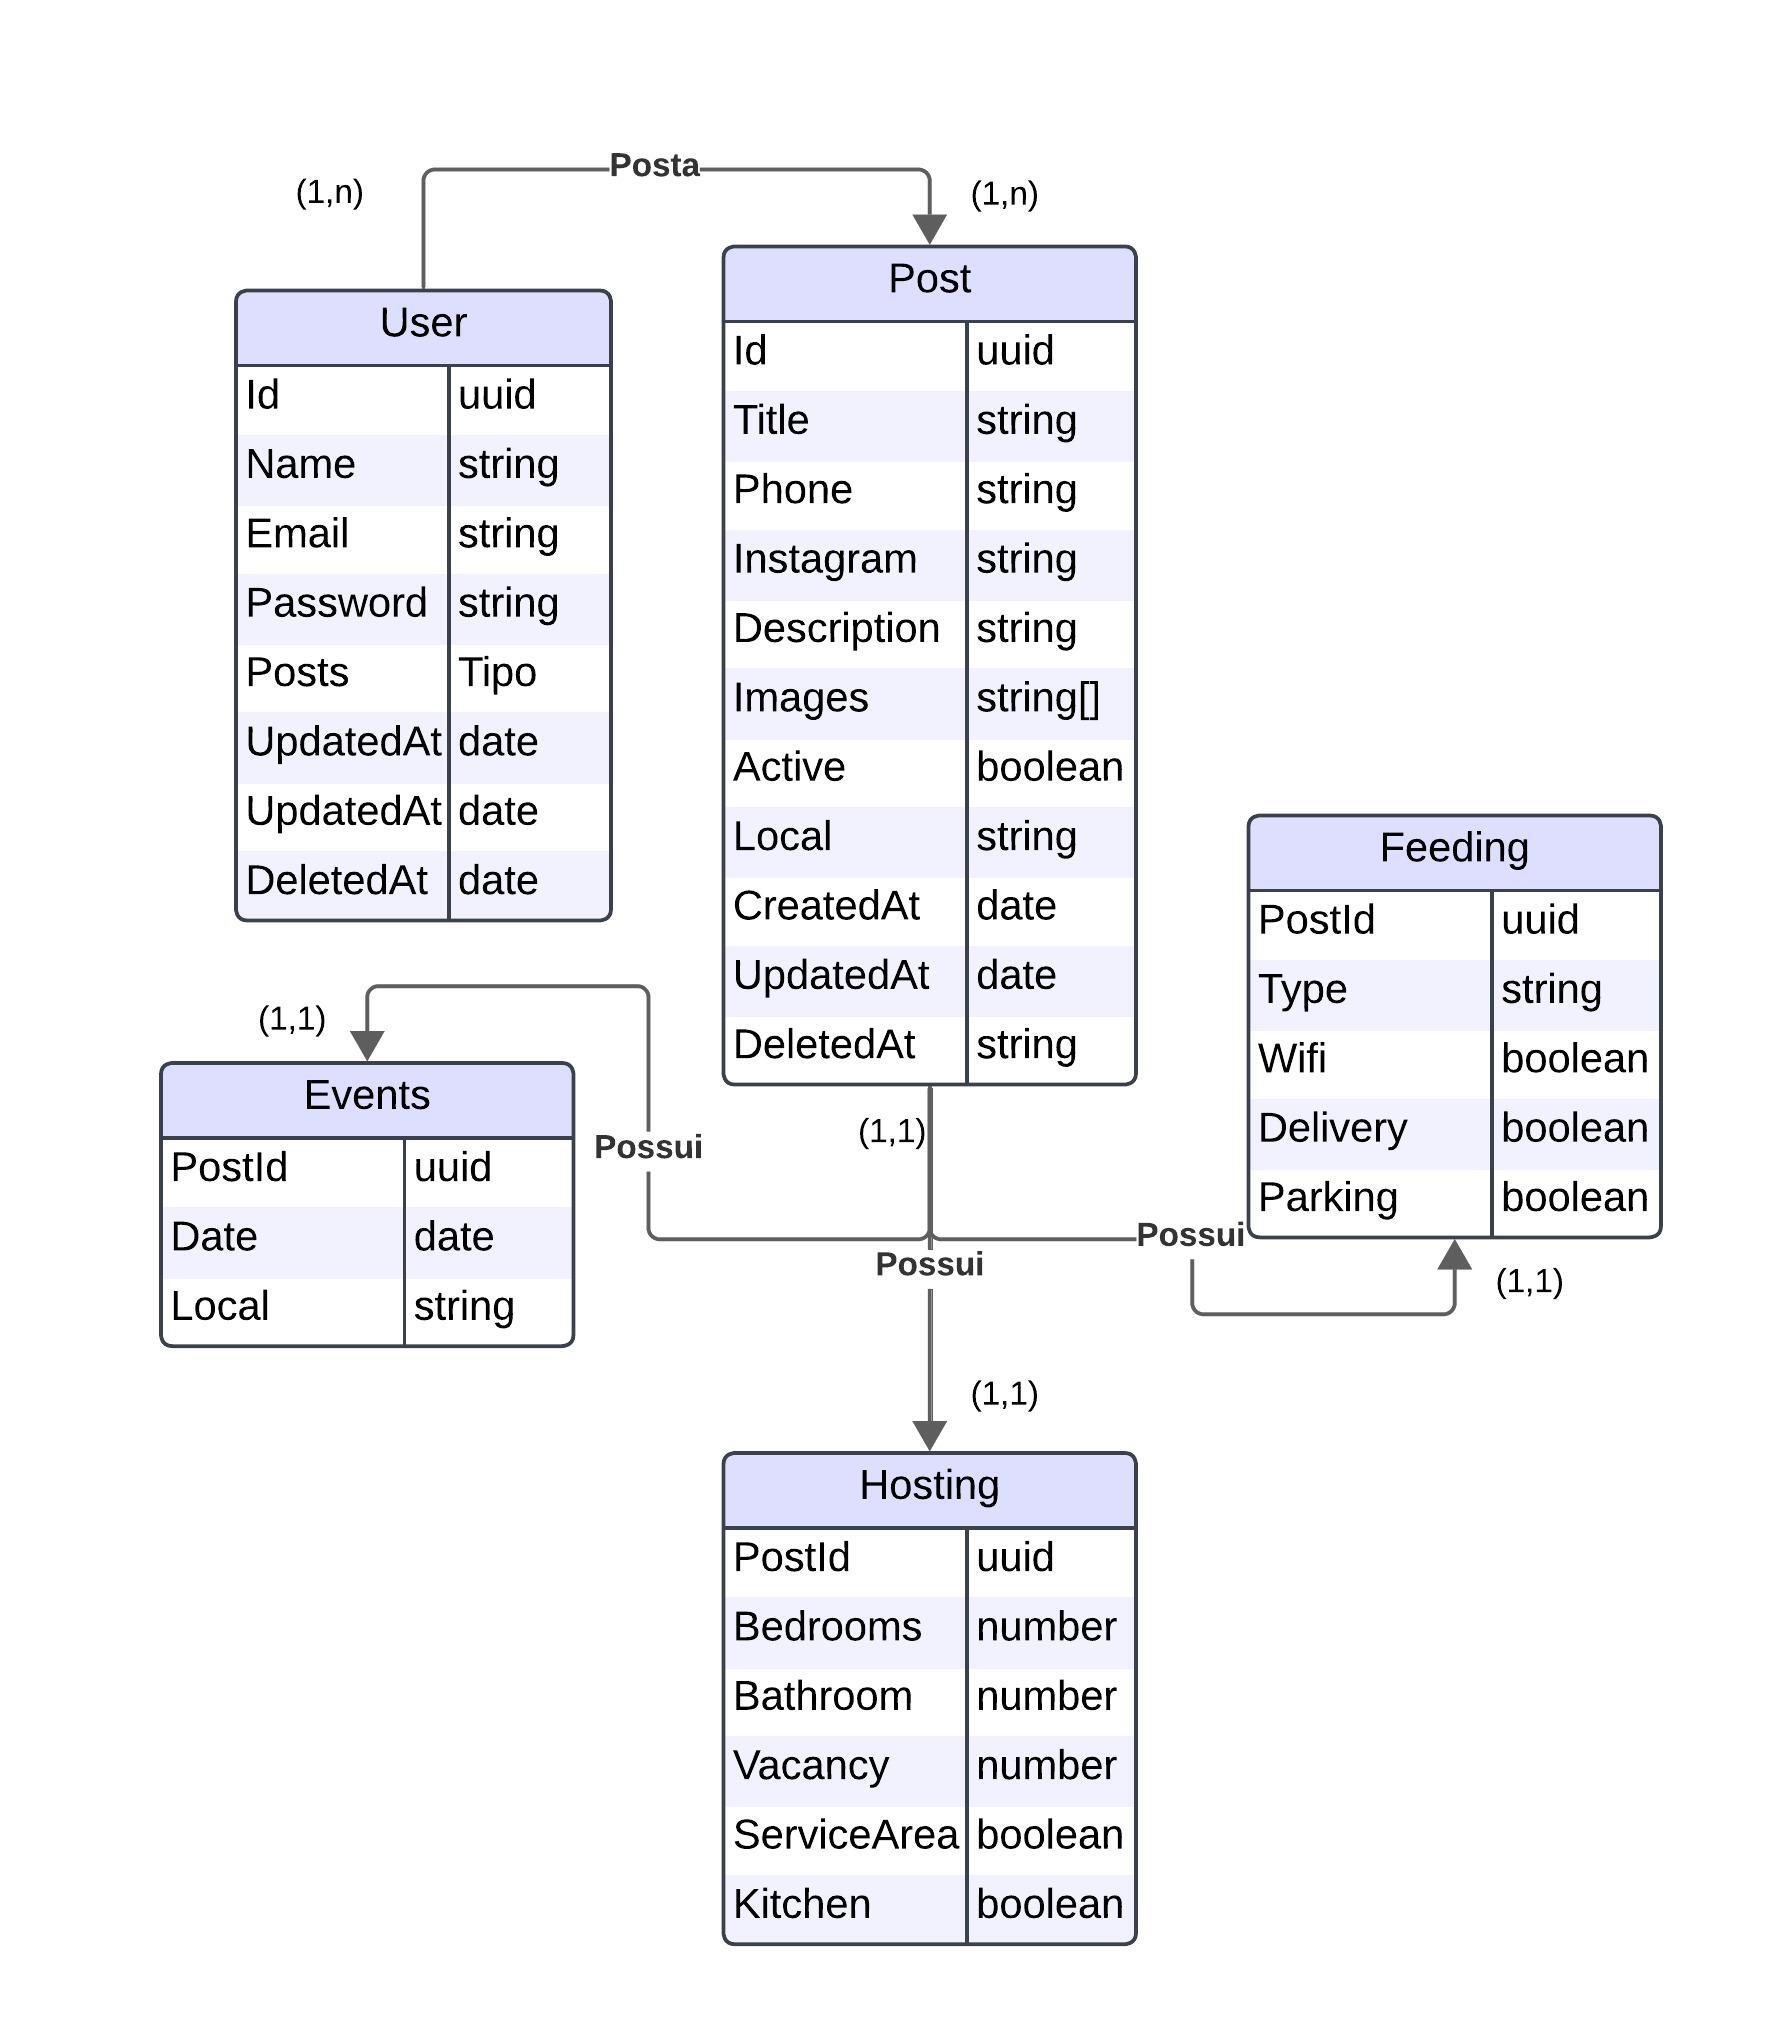 Posta
(1,n)
(1,n)
User
Id uuid
Name string
Email string
Password string
Posts Tipo
UpdatedAt date
UpdatedAt date
DeletedAt date
Post
Id uuid
Title string
Phone string
Instagram string
Description string
Images string[]
Active boolean
Local string
CreatedAt date
UpdatedAt date
DeletedAt string
Feeding
PostId uuid
Type string
Wifi boolean
Delivery boolean
Parking boolean
(1,1)
Events
PostId uuid
Date date
Local string
Possui
(1,1)
Possui
Possui
(1,1)
(1,1)
Hosting
PostId uuid
Bedrooms number
Bathroom number
Vacancy number
ServiceArea boolean
Kitchen boolean